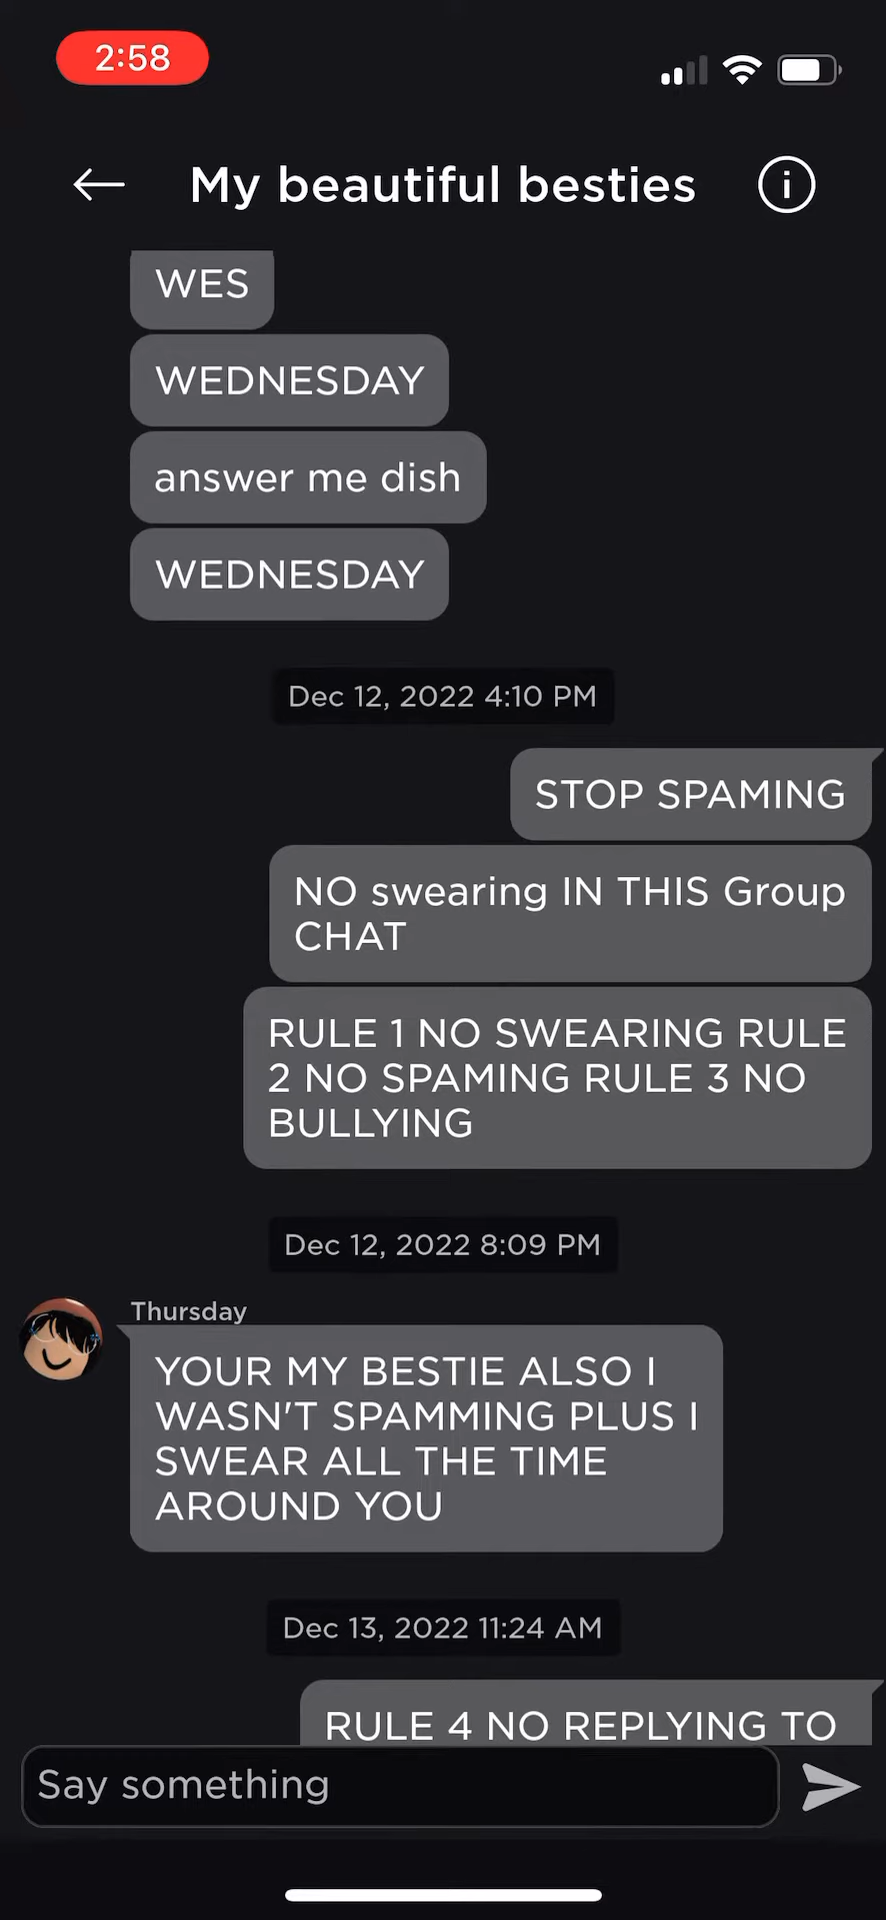 2:58
My beautiful besties
WES
WEDNESDAY
answer me dish
WEDNESDAY
Dec 12, 2022 4:10 PM
STOP SPAMING
NO swearing IN THIS Group
CHAT
RULE 1 NO SWEARING RULE
2 NO SPAMING RULE 3 NO
BULLYING
Dec 12, 2022 8:09 PM
Thursday
YOUR MY BESTIE ALSO I
WASN'T SPAMMING PLUS I
SWEAR ALL THE TIME
AROUND YOU
Dec 13, 2022 11:24 AM
RULE 4 NO REPLYING TO
Say something